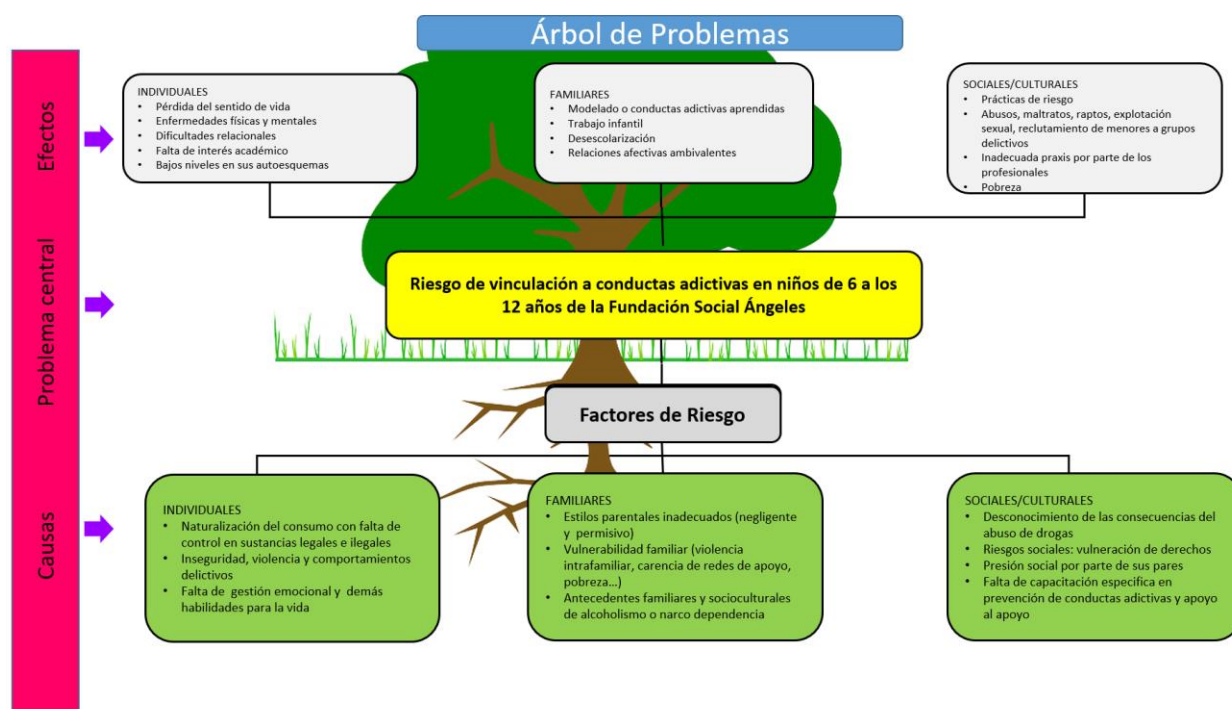 Árbol de Problemas
Efectos
INDIVIDUALES
• Pérdida del sentido de vida
• Enfermedades físicas y mentales
• Dificultades relacionales
• Falta de interés académico
• Bajos niveles en sus autoesquemas
FAMILIARES
• Modelado o conductas adictivas aprendidas
• Trabajo infantil
• Desescolarización
• Relaciones afectivas ambivalentes
SOCIALES/CULTURALES
• Prácticas de riesgo
• Abusos, maltratos, raptos, explotación
sexual, reclutamiento de menores a grupos
delictivos
• Inadecuada praxis por parte de los
profesionales
• Pobreza
Problema central
Riesgo de vinculación a conductas adictivas en niños de 6 a los
12 años de la Fundación Social Ángeles
Factores de Riesgo
Causas
INDIVIDUALES
• Naturalización del consumo con falta de
control en sustancias legales e ilegales
• Inseguridad, violencia y comportamientos
delictivos
• Falta de gestión emocional y demás
habilidades para la vida
FAMILIARES
• Estilos parentales inadecuados (negligente
y permisivo)
• Vulnerabilidad familiar (violencia
intrafamiliar, carencia de redes de apoyo,
pobreza...)
• Antecedentes familiares y socioculturales
de alcoholismo o narco dependencia
SOCIALES/CULTURALES
• Desconocimiento de las consecuencias del
abuso de drogas
• Riesgos sociales: vulneración de derechos
• Presión social por parte de sus pares
• Falta de capacitación especifica en
prevención de conductas adictivas y apoyo
al apoyo